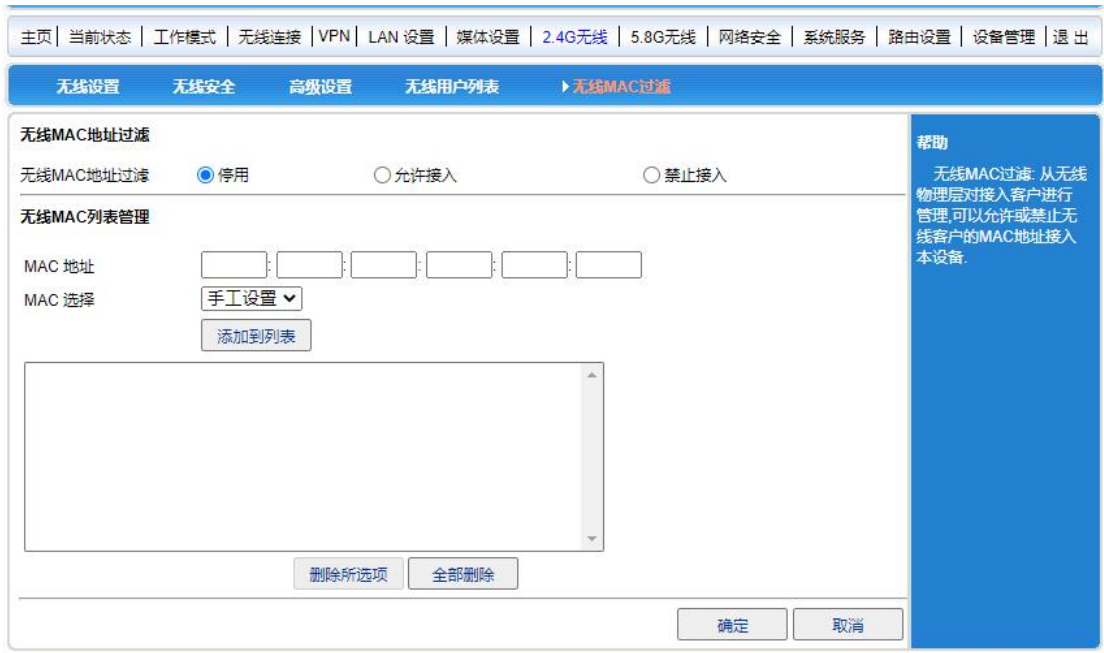 主页 | 当前状态 | 工作模式 | 无线连接 | VPN | LAN 设置 | 媒体设置 | 2.4G无线 | 5.8G无线 | 网络安全 | 系统服务 | 路由设置 | 设备管理 | 退 出
无线设置 无线安全 高级设置 无线用户列表 无线MAC过滤
无线MAC地址过滤
无线MAC地址过滤 停用 允许接入 禁止接入
无线MAC列表管理
MAC 地址 : : : : :
MAC 选择 手工设置
添加到列表
删除所选项 全部删除
确定 取消
帮助
无线MAC过滤: 从无线
物理层对接入客户进行
管理,可以允许或禁止无
线客户的MAC地址接入
本设备.